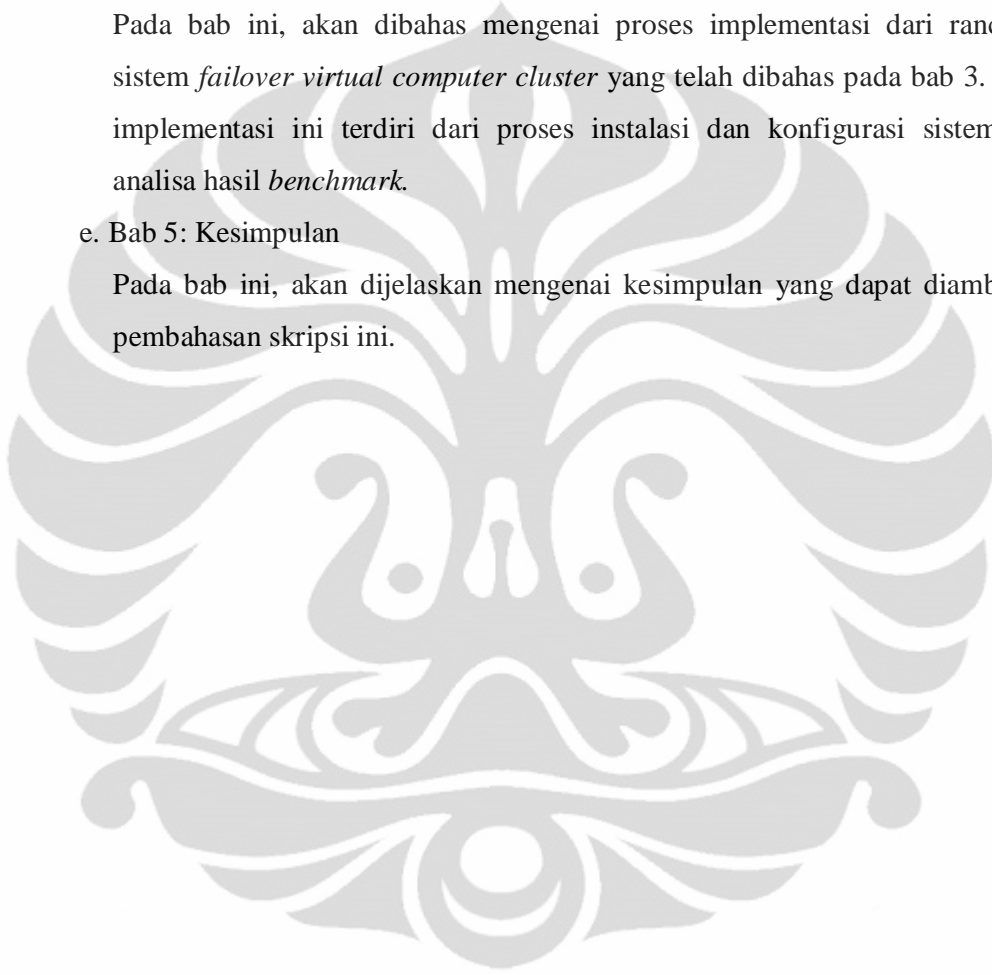 Pada bab ini, akan dibahas mengenai proses implementasi dari
sistem failover virtual computer cluster yang telah dibahas pada bab 3.
implementasi ini terdiri dari proses instalasi dan konfigurasi sistem
analisa hasil benchmark.
e. Bab 5: Kesimpulan
Pada bab ini, akan dijelaskan mengenai kesimpulan yang dapat
pembahasan skripsi ini.